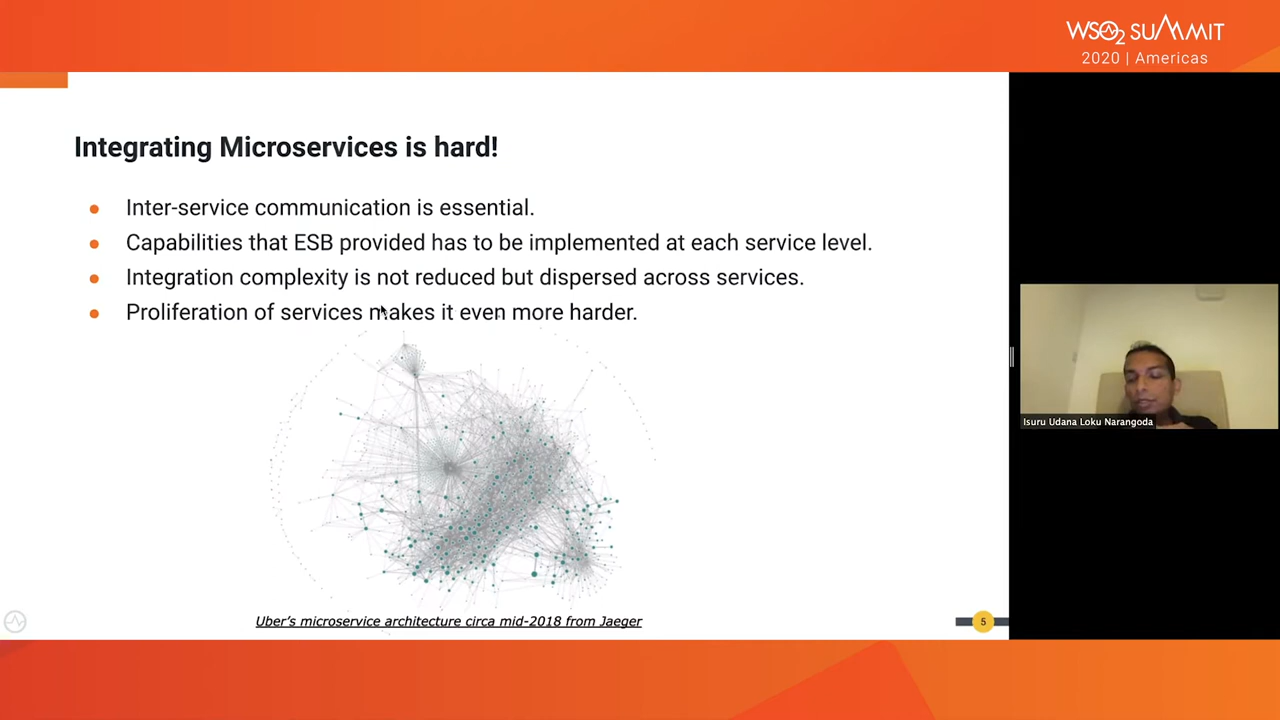 WSO2 SUMMIT
2020 | Americas
Integrating Microservices is hard!
Inter-service communication is essential.
Capabilities that ESB provided has to be implemented at each service level.
Integration complexity is not reduced but dispersed across services.
Proliferation of services makes it even more harder.
Isuru Udana Loku Narangoda
Uber's microservice architecture circa mid-2018 from Jaeger
5